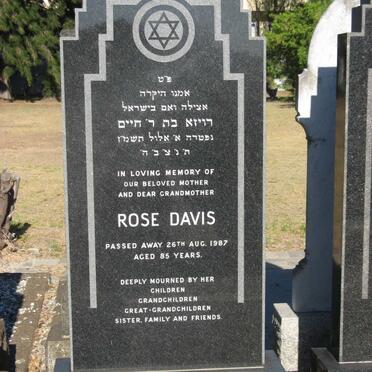 פ״ט
אמנו היקרה
אצילה ואם בישראל
רויזא בת ר׳ חיים
נפטרה א׳ אלול תשמ״ז
ת׳ נ׳ צ׳ ב׳ ה׳
IN LOVING MEMORY OF
OUR BELOVED MOTHER
AND DEAR GRANDMOTHER
ROSE DAVIS
PASSED AWAY 26TH AUG. 1987
AGED 85 YEARS.
DEEPLY MOURNED BY HER
CHILDREN
GRANDCHILDREN
GREAT-GRANDCHILDREN
SISTER, FAMILY AND FRIENDS.